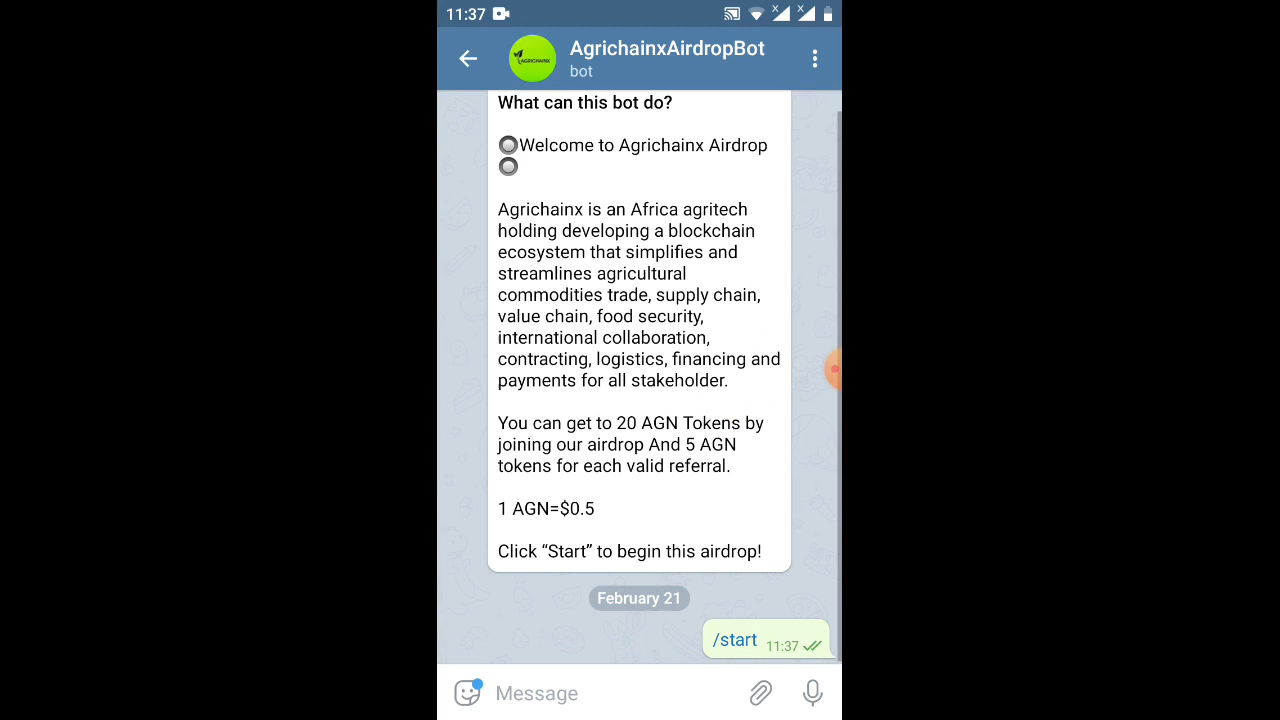 11:37
AgrichainxAirdropBot
AGRICHAINX
bot
What can this bot do?
Welcome to Agrichainx Airdrop
Agrichainx is an Africa agritech
holding developing a blockchain
ecosystem that simplifies and
streamlines agricultural
commodities trade, supply chain,
value chain, food security,
international collaboration,
contracting, logistics, financing and
payments for all stakeholder.
You can get to 20 AGN Tokens by
joining our airdrop And 5 AGN
tokens for each valid referral.
1 AGN=$0.5
Click “Start” to begin this airdrop!
February 21
/start 11:37
Message